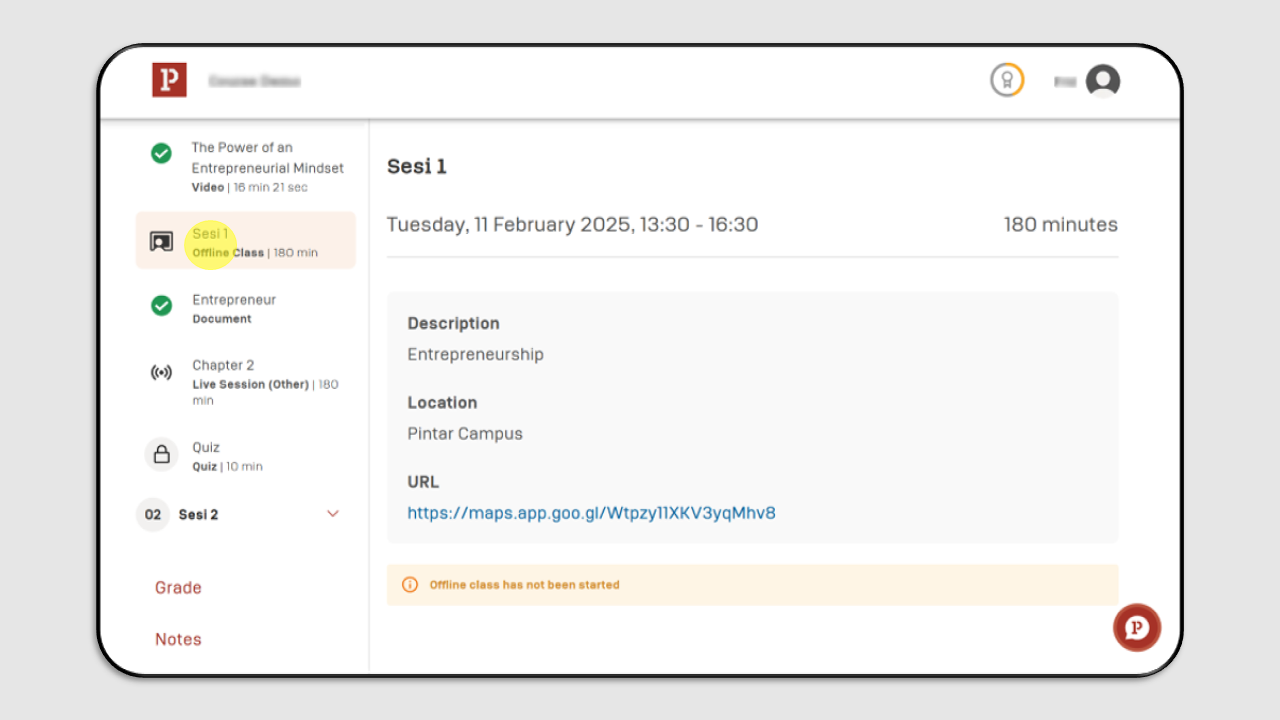 P
The Power of an
Entrepreneurial Mindset
Video | 16 min 21 sec
Sesi 1
Offline Class | 180 min
Entrepreneur
Document
Chapter 2
Live Session (Other) | 180
min
Quiz
Quiz | 10 min
02 Sesi 2
Grade
Notes
Sesi 1
Tuesday, 11 February 2025, 13:30 - 16:30 180 minutes
Description
Entrepreneurship
Location
Pintar Campus
URL
https://maps.app.goo.gl/Wtpzy11XKV3yqMhv8
Offline class has not been started
P